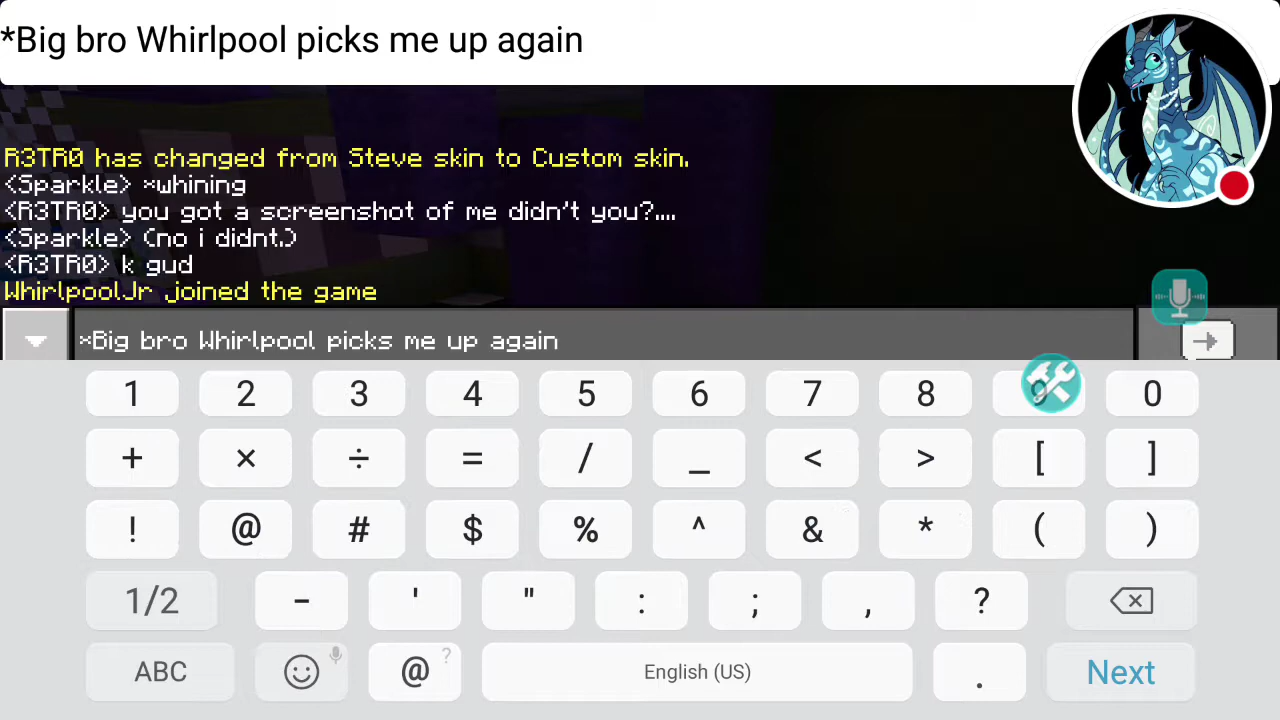 *Big bro Whirlpool picks me up again
R3TR0 has changed from Steve skin to Custom skin.
<Sparkle> *whining
<R3TR0> you got a screenshot of me didn't you?....
<Sparkle> (no i didnt.)
<R3TR0> k gud
WhirlpoolJr joined the game
*Big bro Whirlpool picks me up again
1 2 3 4 5 6 7 8 9 0
+ × ÷ = / _ < > [ ]
! @ # $ % ^ & * ( )
1/2 - ' " : ; , ?
ABC @ ? English (US) . Next